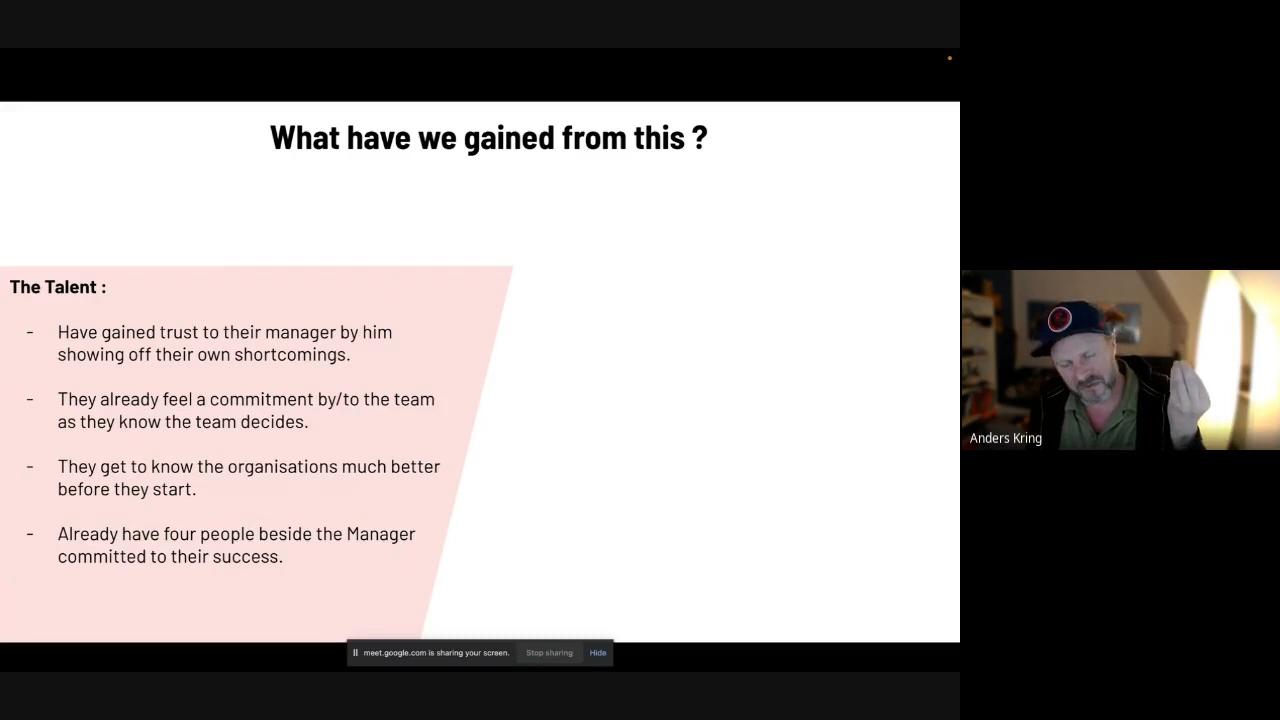 What have we gained from this ?
The Talent :
- Have gained trust to their manager by him
showing off their own shortcomings.
- They already feel a commitment by/to the team
as they know the team decides.
- They get to know the organisations much better
before they start.
- Already have four people beside the Manager
committed to their success.
meet.google.com is sharing your screen. Stop sharing Hide
Anders Kring